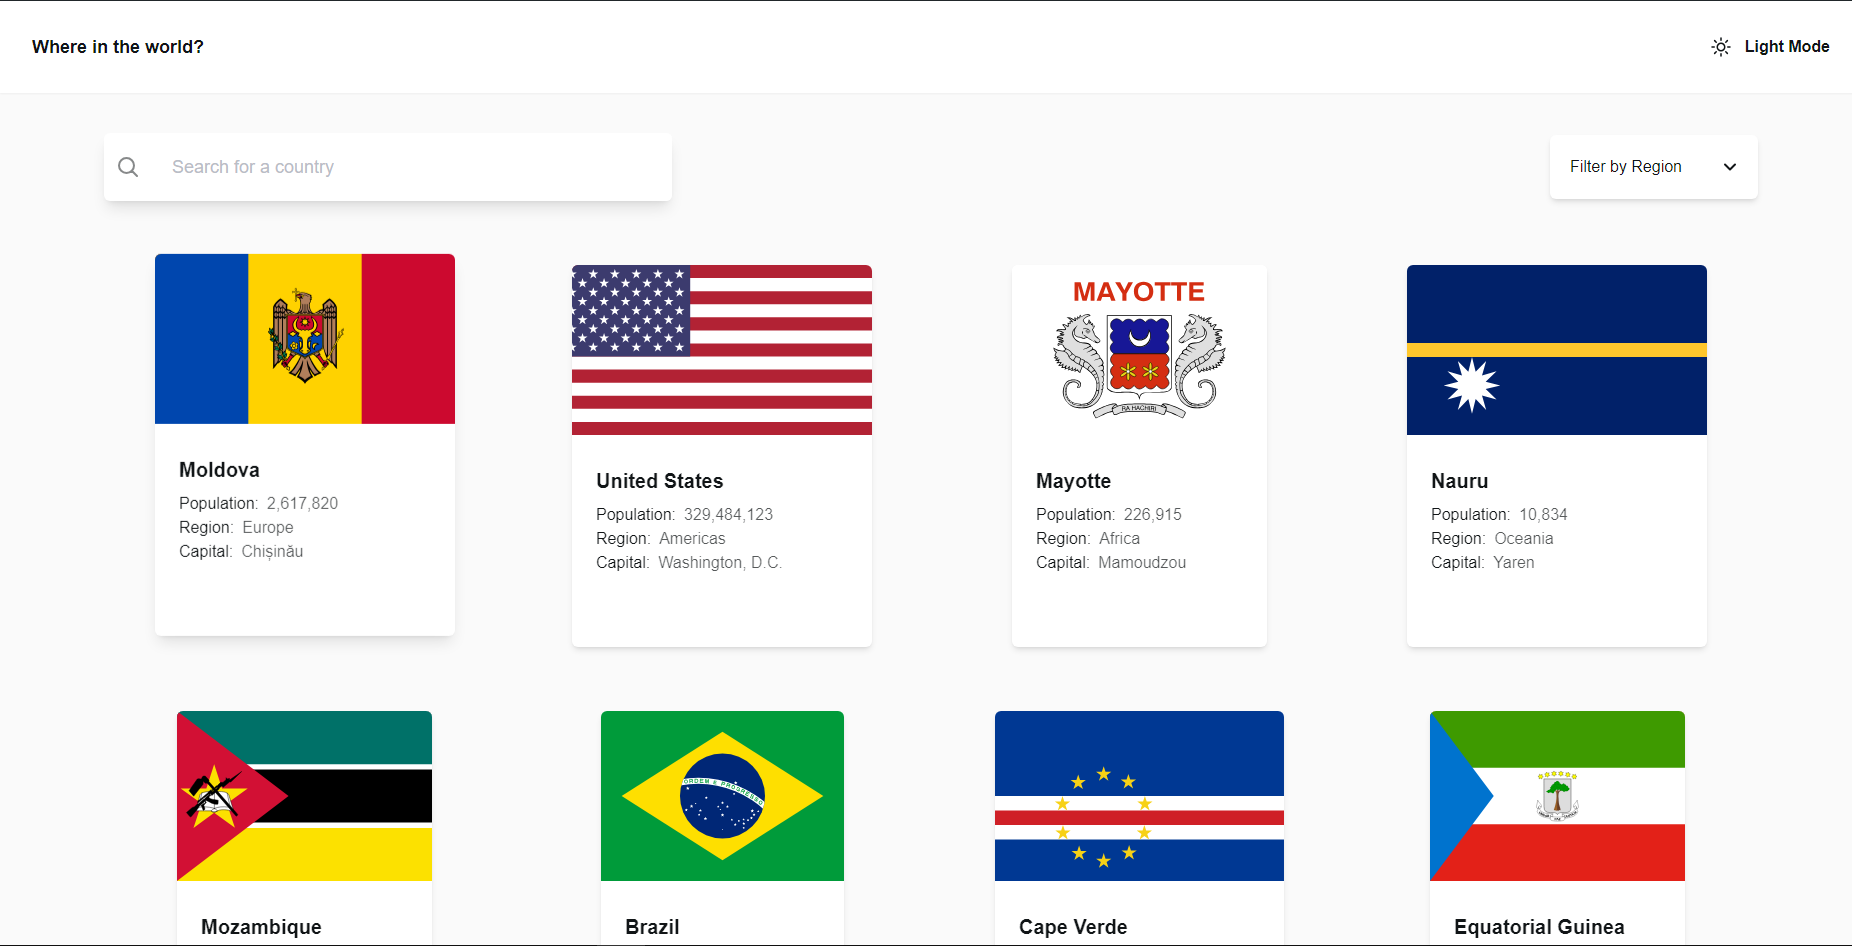 Where in the world?
Light Mode
Search for a country
Filter by Region
MAYOTTE
RA HACHIRI
Moldova
Population: 2,617,820
Region: Europe
Capital: Chișinău
United States
Population: 329,484,123
Region: Americas
Capital: Washington, D.C.
Mayotte
Population: 226,915
Region: Africa
Capital: Mamoudzou
Nauru
Population: 10,834
Region: Oceania
Capital: Yaren
ORDEM E PROGRESSO
Mozambique
Brazil
Cape Verde
Equatorial Guinea